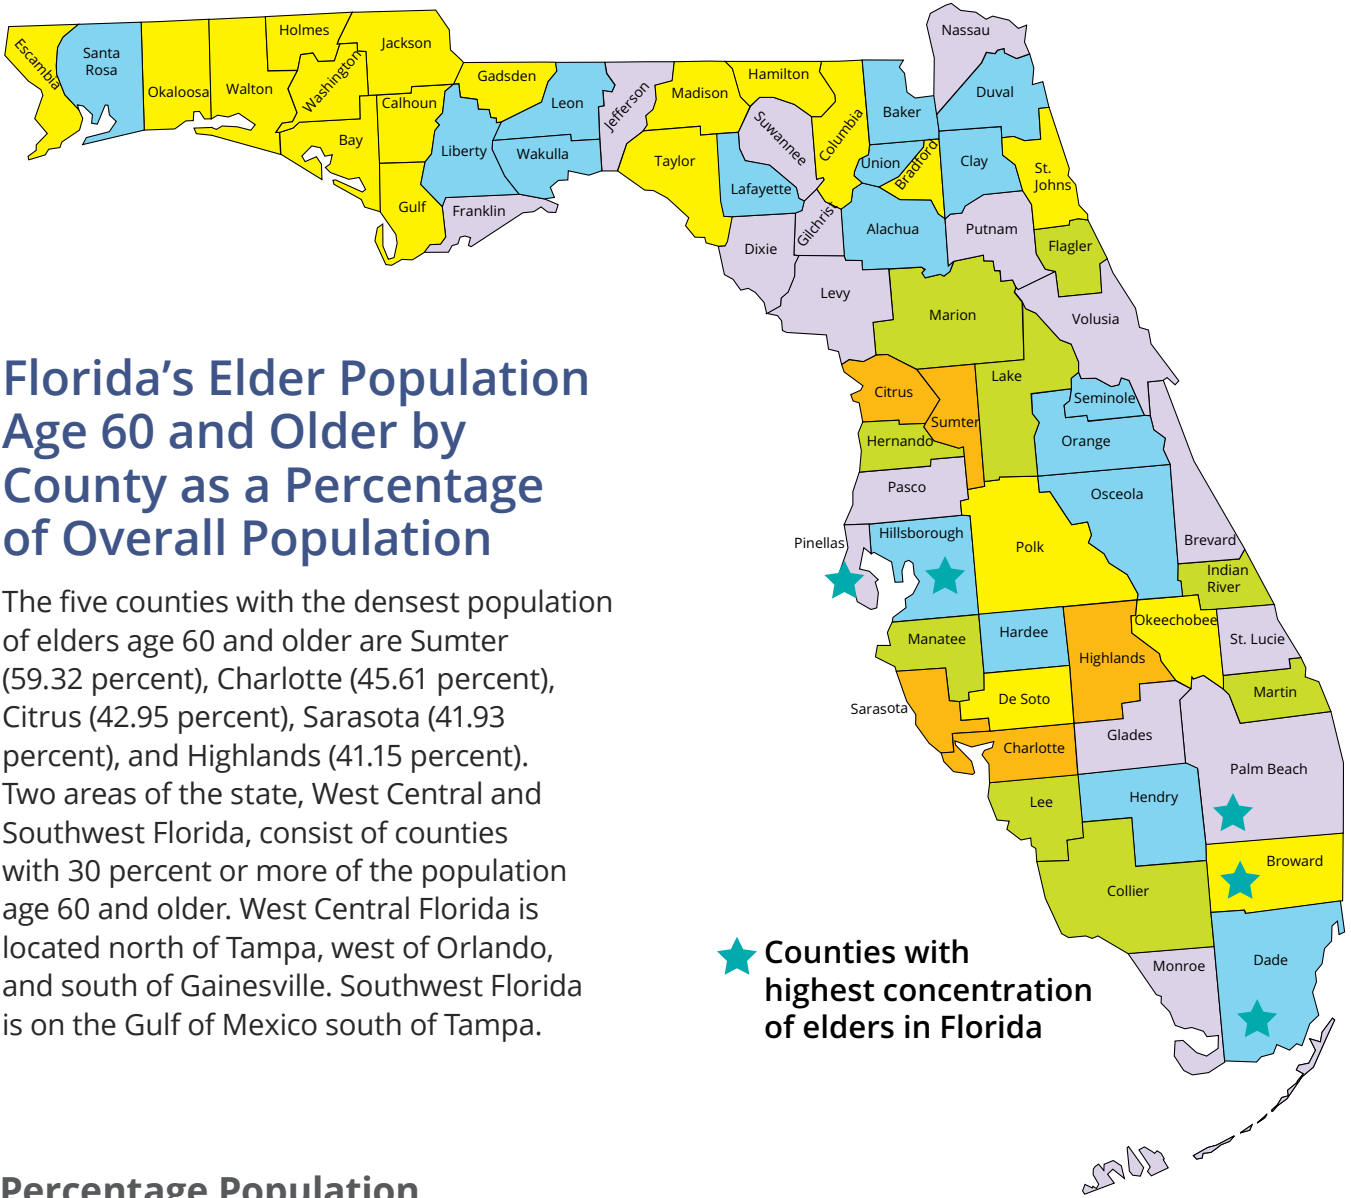 Nassau
Holmes
Jackson
Santa
Rosa
Escambia
Okaloosa
Walton
Washington
Gadsden
Calhoun
Leon
Jefferson
Madison
Hamilton
Suwannee
Columbia
Baker
Duval
Bay
Liberty
Wakulla
Taylor
Lafayette
Union
Bradford
Clay
St.
Johns
Gulf
Franklin
Dixie
Gilchrist
Alachua
Putnam
Flagler
Levy
Marion
Volusia
Florida’s Elder Population
Age 60 and Older by
County as a Percentage
of Overall Population
The five counties with the densest population
of elders age 60 and older are Sumter
(59.32 percent), Charlotte (45.61 percent),
Citrus (42.95 percent), Sarasota (41.93
percent), and Highlands (41.15 percent).
Two areas of the state, West Central and
Southwest Florida, consist of counties
with 30 percent or more of the population
age 60 and older. West Central Florida is
located north of Tampa, west of Orlando,
and south of Gainesville. Southwest Florida
is on the Gulf of Mexico south of Tampa.
Citrus
Sumter
Lake
Seminole
Hernando
Orange
Pasco
Osceola
Pinellas
Hillsborough
Polk
Brevard
Indian
River
Manatee
Hardee
Highlands
Okeechobee
St. Lucie
Sarasota
De Soto
Martin
Charlotte
Glades
Palm Beach
Lee
Hendry
Collier
Broward
Monroe
Dade
Counties with
highest concentration
of elders in Florida
Percentage Population